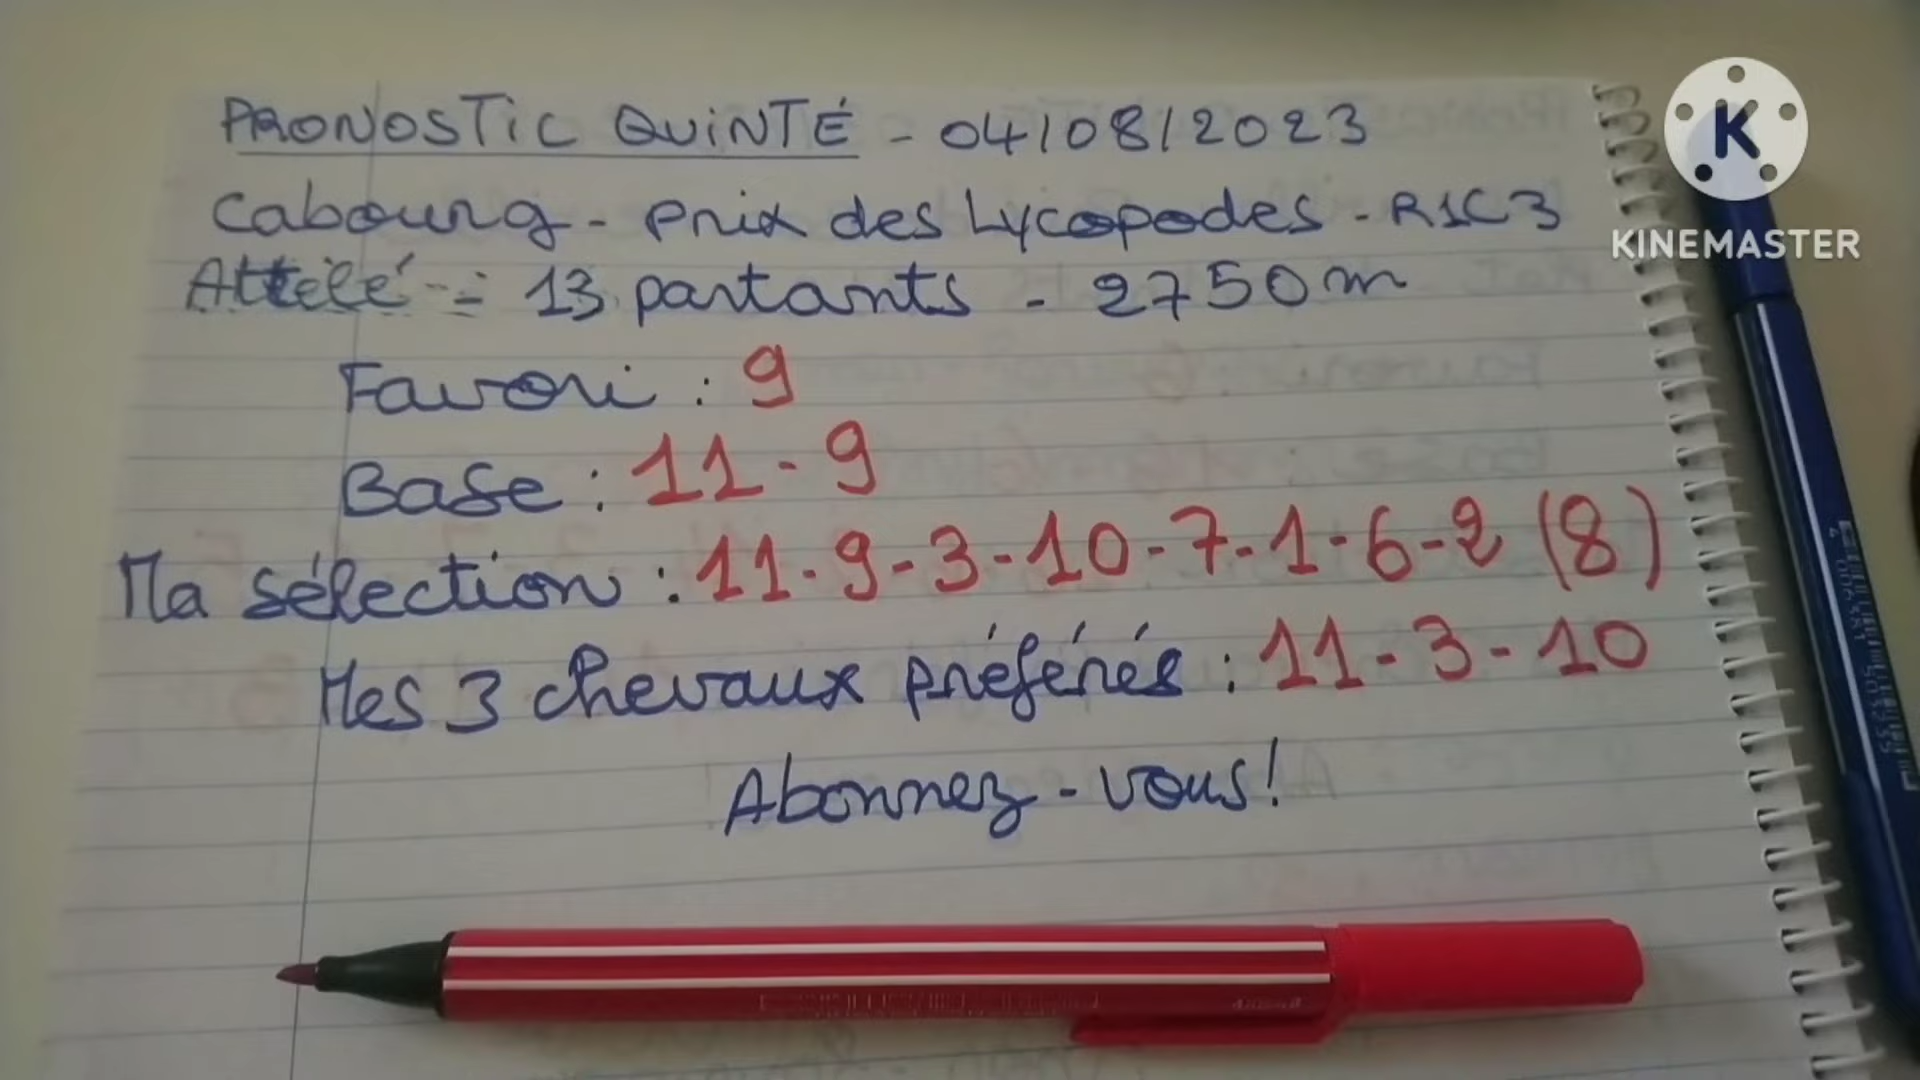 PRONOSTIC QUINTÉ - 04/08/2023
Cabourg - Prix des Lycopodes - R1C3
Attelé - 13 partants - 2750m
Favori : 9
Base : 11 - 9
Ma sélection : 11 - 9 - 3 - 10 - 7 - 1 - 6 - 2 (8)
Mes 3 chevaux préférés : 11 - 3 - 10
Abonnez-vous!
K
KINEMASTER